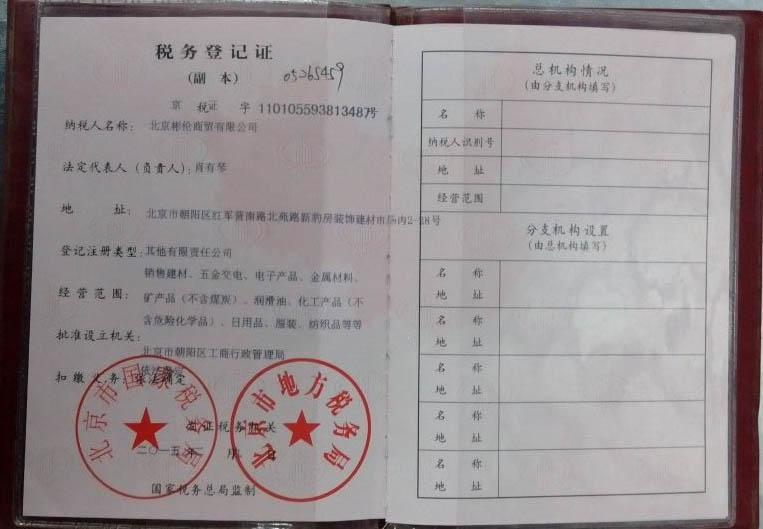 税务登记证
(副 本) 05265459
京 税证 字 110105593813487号
纳税人名称: 北京彬伦商贸有限公司
法定代表人(负责人): 肖有琴
地 址: 北京市朝阳区红军营南路北苑路新豹房装饰建材市场内2-28号
登记注册类型: 其他有限责任公司
销售建材、五金交电、电子产品、金属材料、
经营范围: 矿产品(不含煤炭)、润滑油、化工产品(不
含危险化学品)、日用品、服装、纺织品等等
批准设立机关:
北京市朝阳区工商行政管理局
扣缴义务: 依法确定
北京市国家税务局
北京市地方税务局
发证税务机关
二〇一五年 月 日
国家税务总局监制
总机构情况
(由分支机构填写)
名 称
纳税人识别号
地 址
经营范围
分支机构设置
(由总机构填写)
名 称
地 址
名 称
地 址
名 称
地 址
名 称
地 址
名 称
地 址